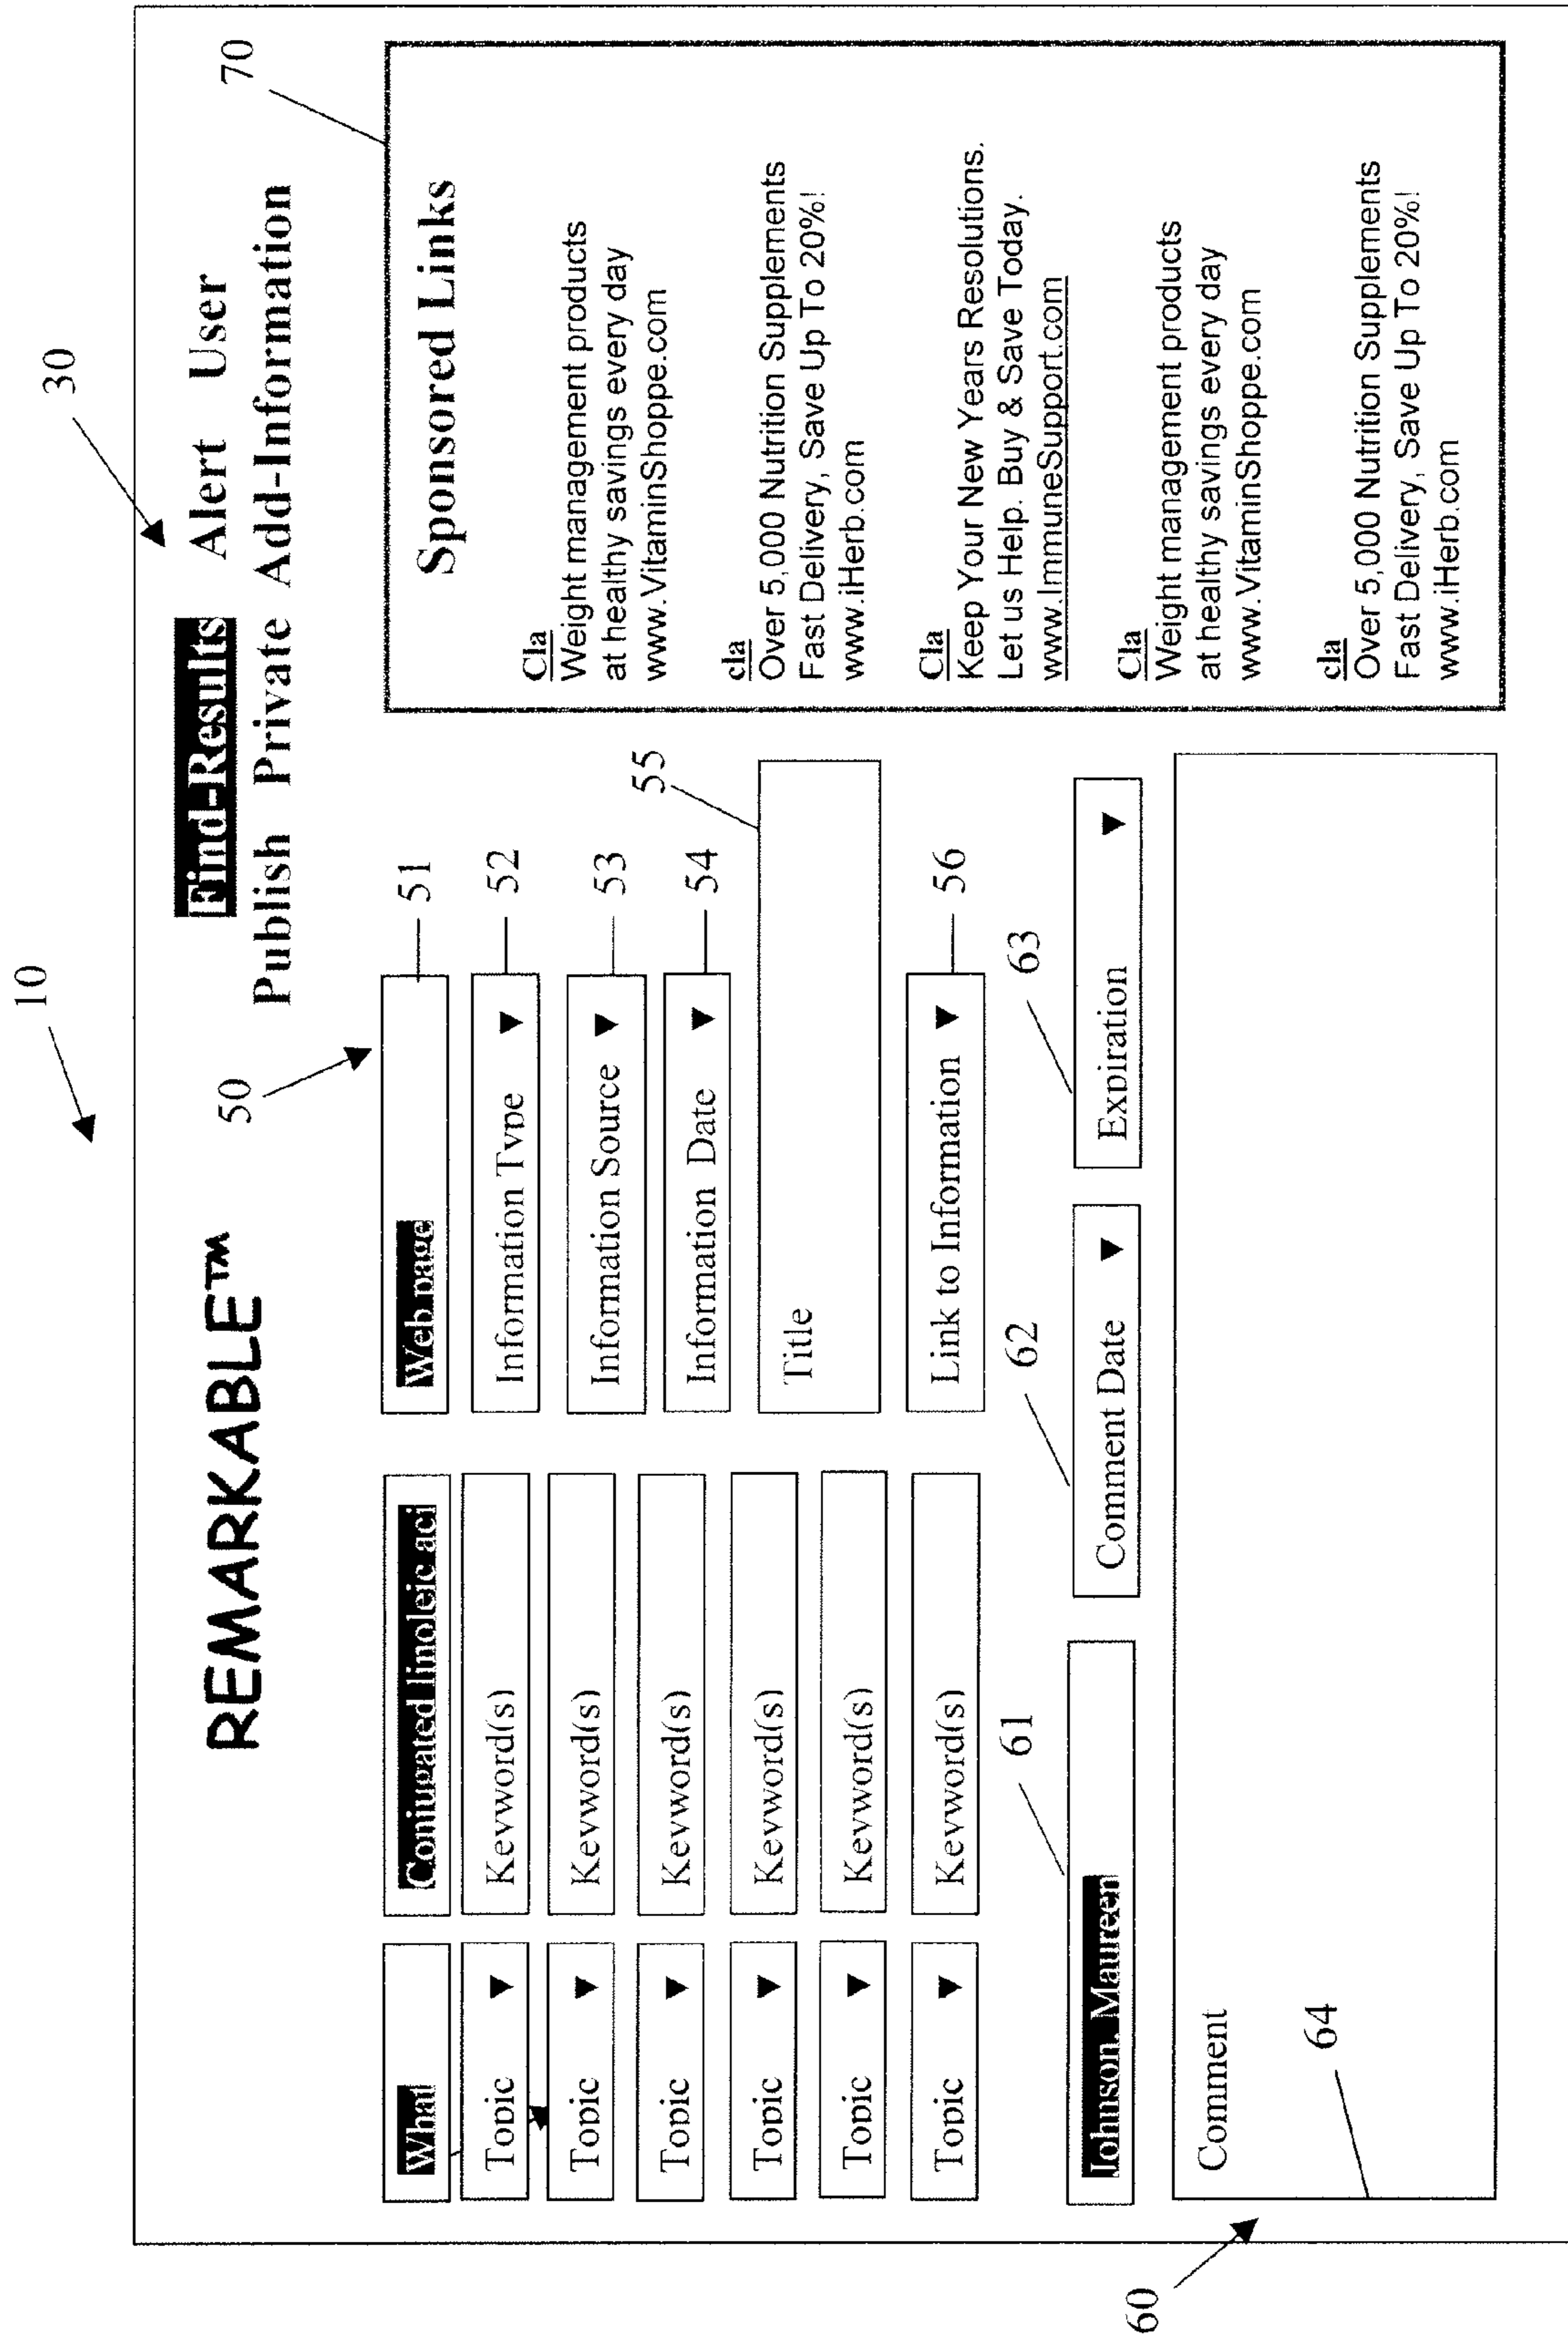 10
30
REMARKABLE™
Find-Results Alert User
Publish Private Add-Information
50
70
What
Conjugated linoleic aci
Web page
51
Topic ▼
Keyword(s)
Information Type ▼
52
Topic ▼
Keyword(s)
Information Source ▼
53
Topic ▼
Keyword(s)
Information Date ▼
54
Topic ▼
Keyword(s)
Title
55
Topic ▼
Keyword(s)
Topic ▼
Keyword(s)
Link to Information ▼
56
61
62
63
Johnson, Maureen
Comment Date ▼
Expiration ▼
Comment
64
60
Sponsored Links
Cla
Weight management products
at healthy savings every day
www.VitaminShoppe.com
cla
Over 5,000 Nutrition Supplements
Fast Delivery, Save Up To 20%!
www.iHerb.com
Cla
Keep Your New Years Resolutions.
Let us Help. Buy & Save Today.
www.ImmuneSupport.com
Cla
Weight management products
at healthy savings every day
www.VitaminShoppe.com
cla
Over 5,000 Nutrition Supplements
Fast Delivery, Save Up To 20%!
www.iHerb.com